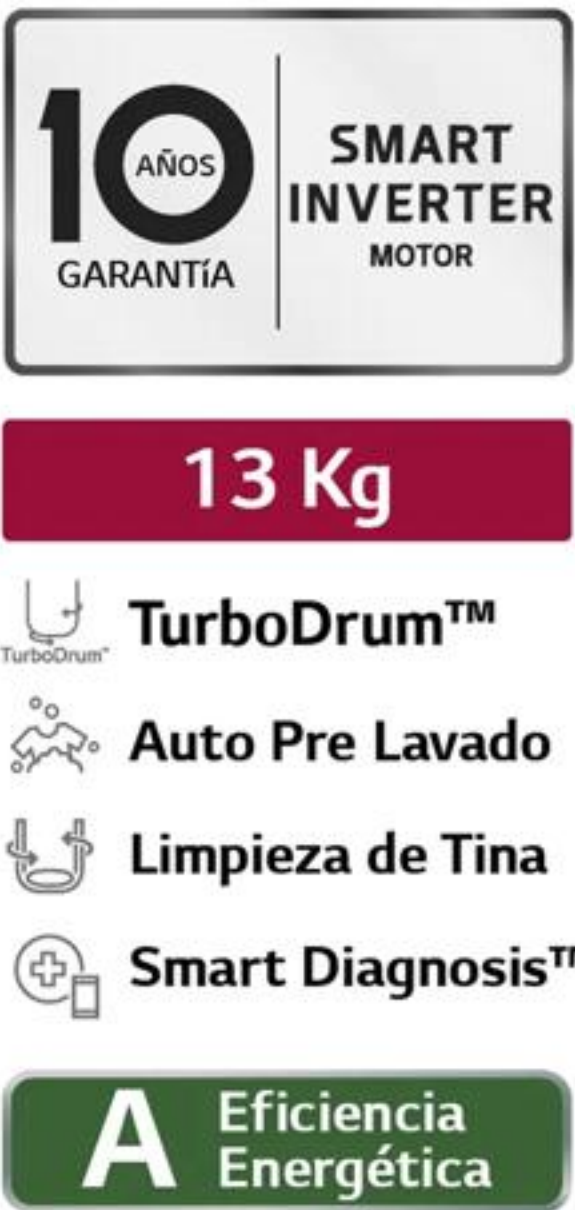 10
AÑOS
GARANTÍA
SMART
INVERTER
MOTOR
13 Kg
TurboDrum™
TurboDrum™
Auto Pre Lavado
Limpieza de Tina
Smart Diagnosis™
A
Eficiencia
Energética